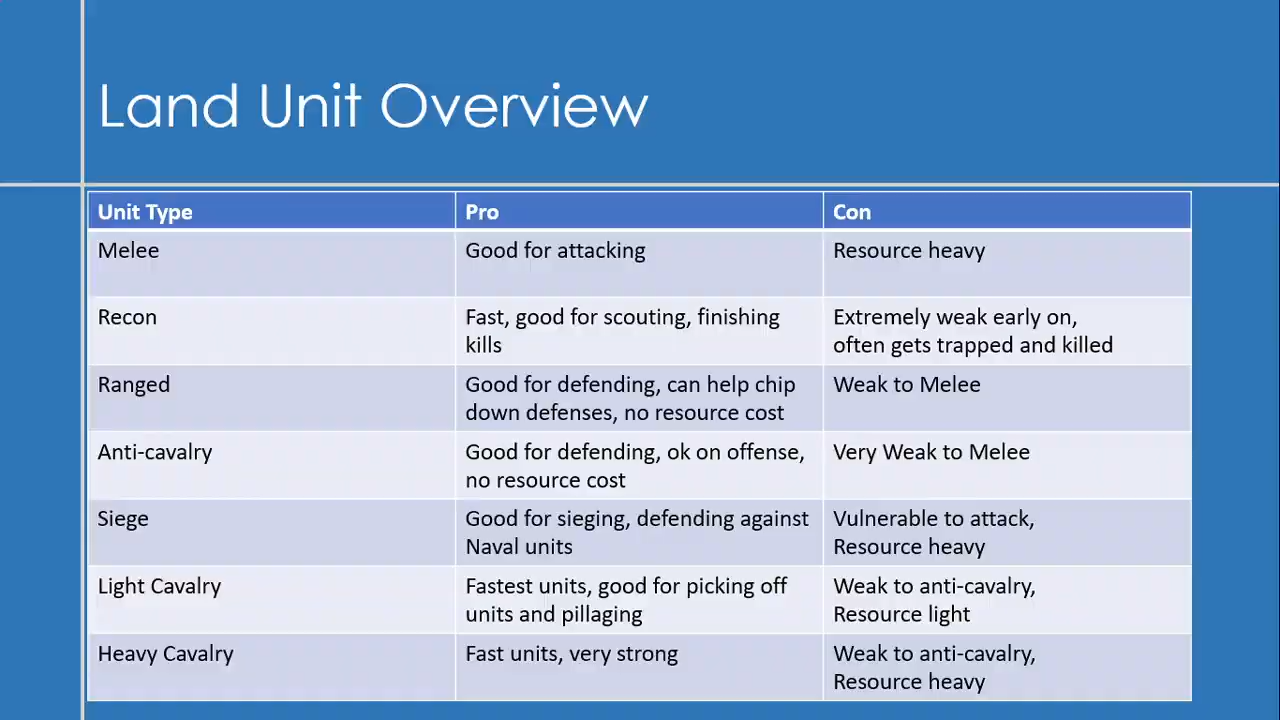 Land Unit Overview
Unit Type Pro Con
Melee Good for attacking Resource heavy
Recon Fast, good for scouting, finishing Extremely weak early on,
kills often gets trapped and killed
Ranged Good for defending, can help chip Weak to Melee
down defenses, no resource cost
Anti-cavalry Good for defending, ok on offense, Very Weak to Melee
no resource cost
Siege Good for sieging, defending against Vulnerable to attack,
Naval units Resource heavy
Light Cavalry Fastest units, good for picking off Weak to anti-cavalry,
units and pillaging Resource light
Heavy Cavalry Fast units, very strong Weak to anti-cavalry,
Resource heavy